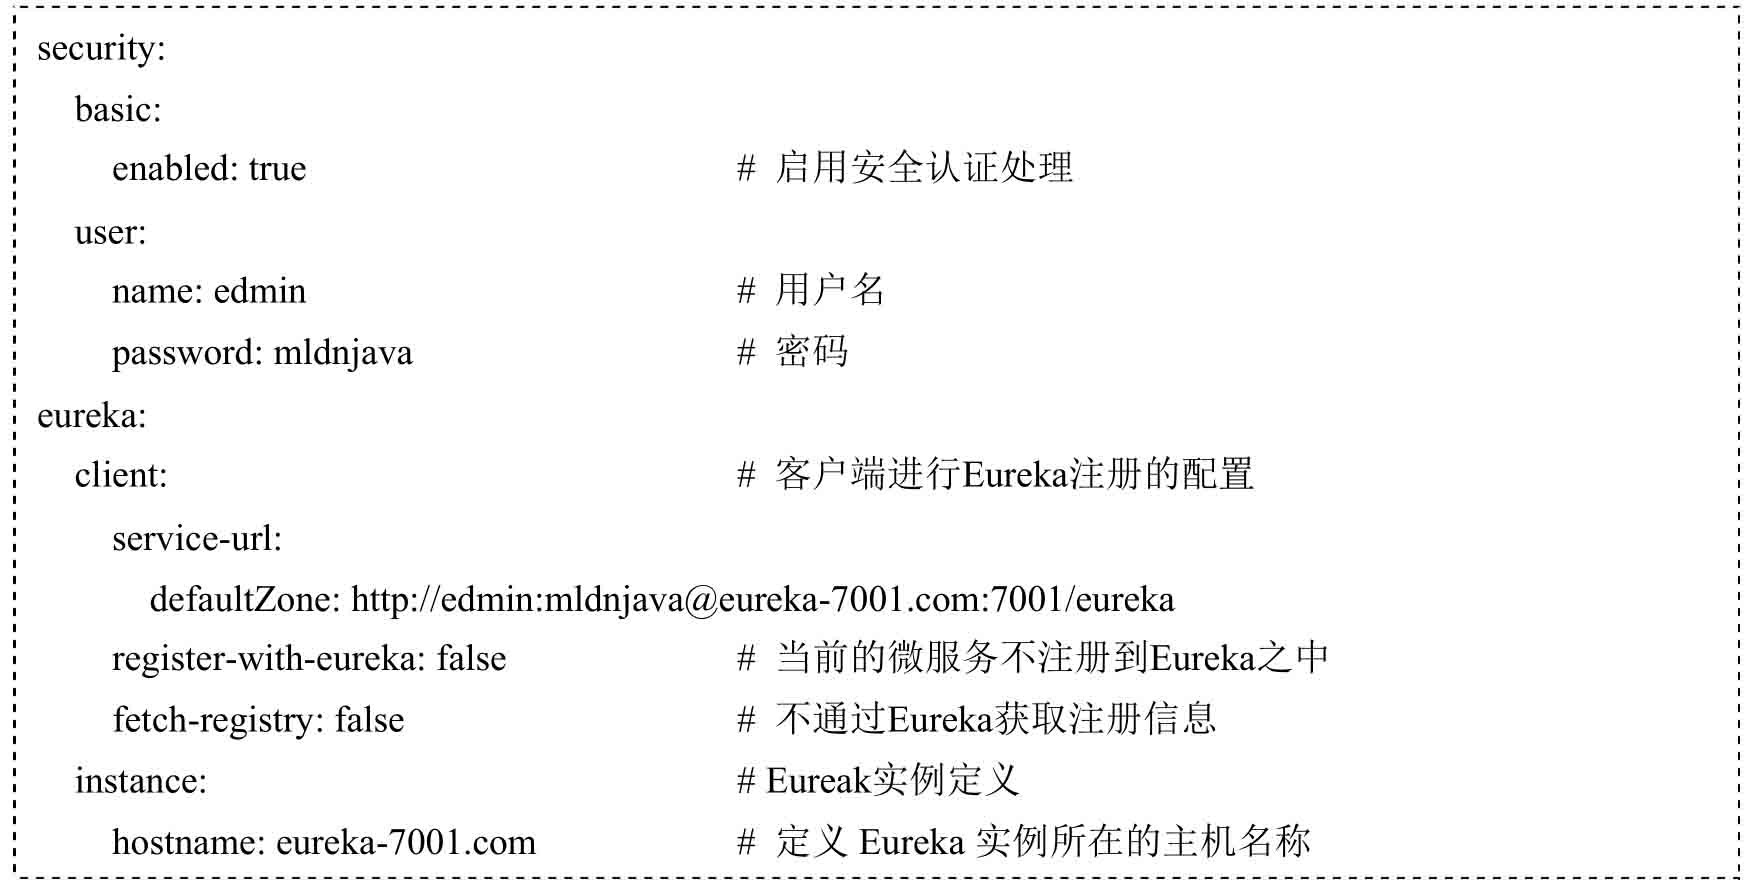 security:
basic:
enabled: true # 启用安全认证处理
user:
name: edmin # 用户名
password: mldnjava # 密码
eureka:
client: # 客户端进行Eureka注册的配置
service-url:
defaultZone: http://edmin:mldnjava@eureka-7001.com:7001/eureka
register-with-eureka: false # 当前的微服务不注册到Eureka之中
fetch-registry: false # 不通过Eureka获取注册信息
instance: # Eureak实例定义
hostname: eureka-7001.com # 定义 Eureka 实例所在的主机名称